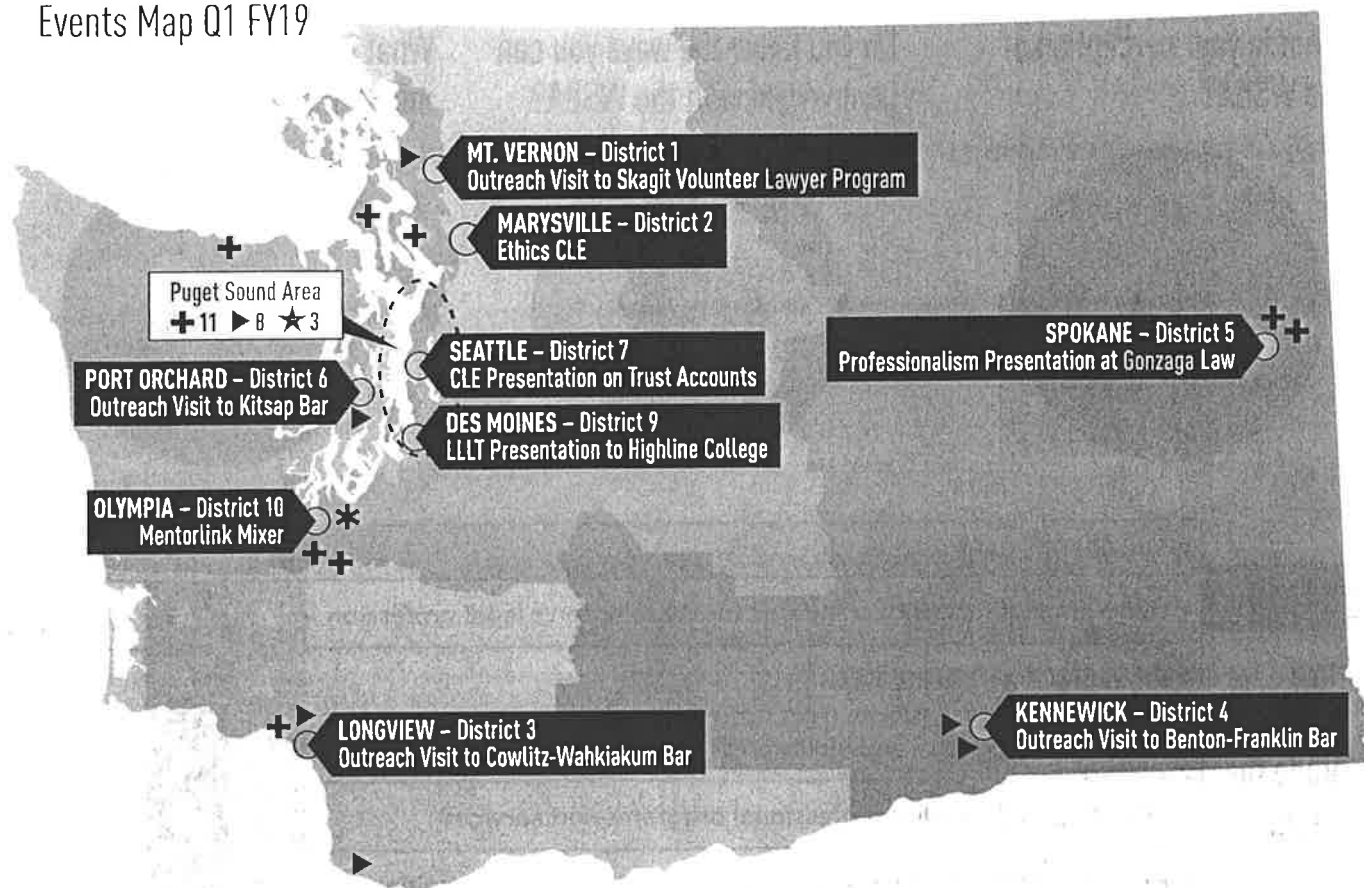 Events Map Q1 FY19
MT. VERNON – District 1
Outreach Visit to Skagit Volunteer Lawyer Program
MARYSVILLE – District 2
Ethics CLE
Puget Sound Area
✚ 11 ▶ 8 ★ 3
SEATTLE – District 7
CLE Presentation on Trust Accounts
SPOKANE – District 5
Professionalism Presentation at Gonzaga Law
PORT ORCHARD – District 6
Outreach Visit to Kitsap Bar
DES MOINES – District 9
LLLT Presentation to Highline College
OLYMPIA – District 10
Mentorlink Mixer
LONGVIEW – District 3
Outreach Visit to Cowlitz-Wahkiakum Bar
KENNEWICK – District 4
Outreach Visit to Benton-Franklin Bar